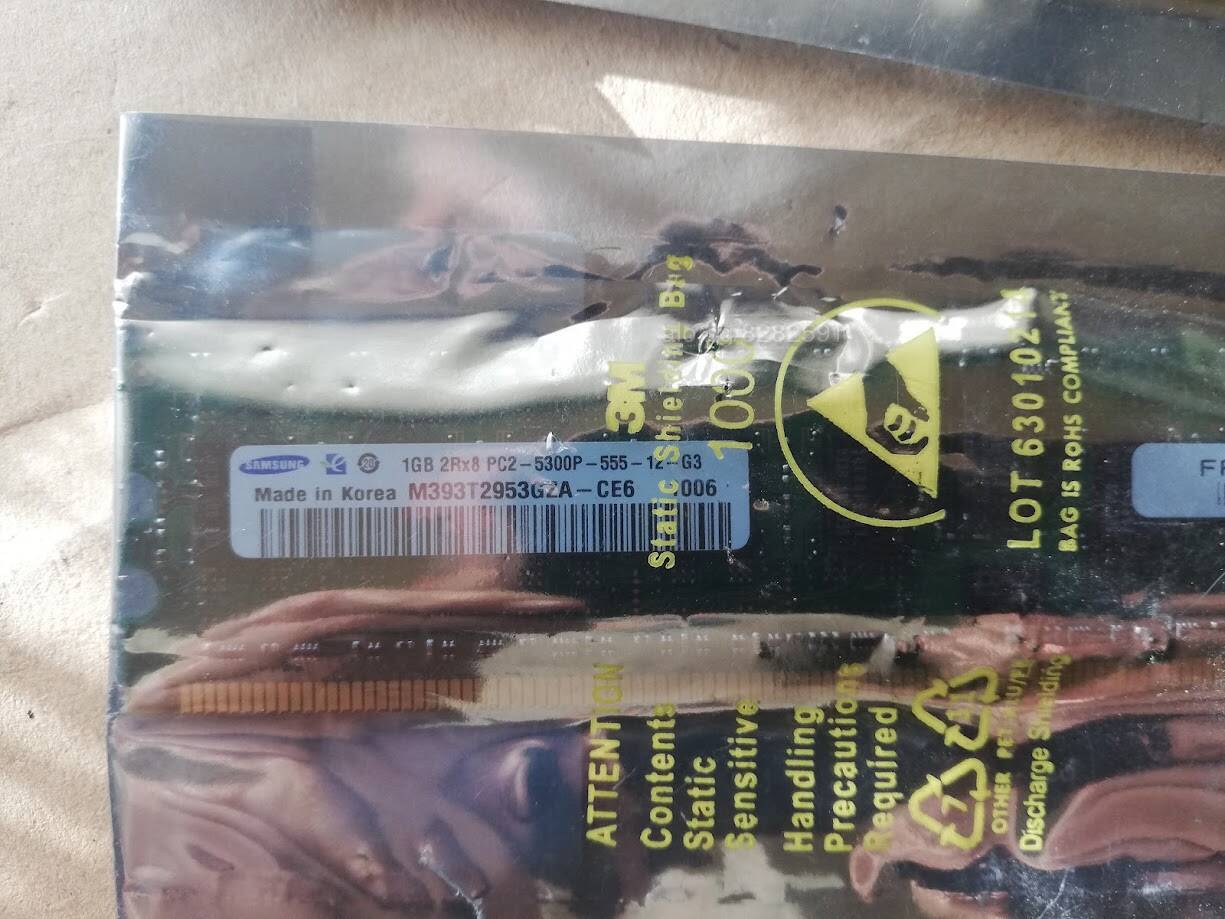 SAMSUNG
1GB 2Rx8 PC2-5300P-555-12-G3
Made in Korea M393T2953GZA-CE6
3M
Static Shielding Bag
1000
LOT 6301021
BAG IS ROHS COMPLIANT
ATTENTION
Contents
Static
Sensitive
Handling
Precautions
Required
7
OTHER
Discharge Shielding